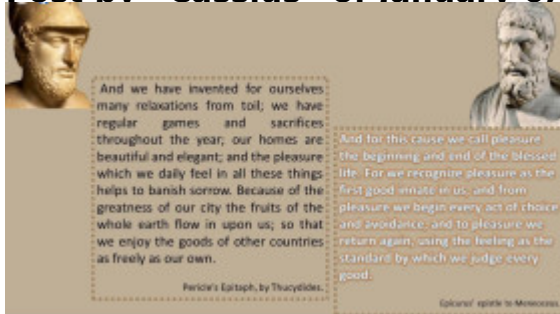 And we have invented for ourselves
many relaxations from toil; we have
regular games and sacrifices
throughout the year; our homes are
beautiful and elegant; and the pleasure
which we daily feel in all these things
helps to banish sorrow. Because of the
greatness of our city the fruits of the
whole earth flow in upon us; so that
we enjoy the goods of other countries
as freely as our own.
Pericle's Epitaph, by Thucydides.
And for this cause we call pleasure
the beginning and end of the blessed
life. For we recognize pleasure as the
first good innate in us, and from
pleasure we begin every act of choice
and avoidance, and to pleasure we
return again, using the feeling as the
standard by which we judge every
good.
Epicurus' epistle to Menoeceus.